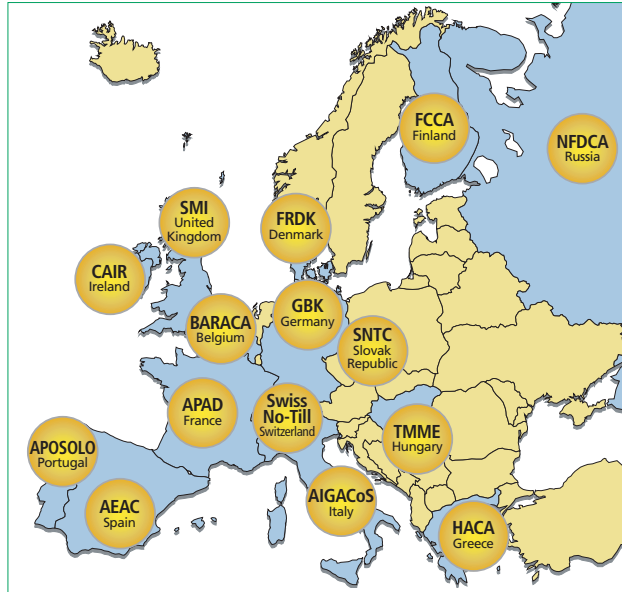 FCCA
Finland
NFDCA
Russia
SMI
United
Kingdom
FRDK
Denmark
CAIR
Ireland
GBK
Germany
BARACA
Belgium
SNTC
Slovak
Republic
APAD
France
Swiss
No-Till
Switzerland
TMME
Hungary
APOSOLO
Portugal
AEAC
Spain
AIGACoS
Italy
HACA
Greece